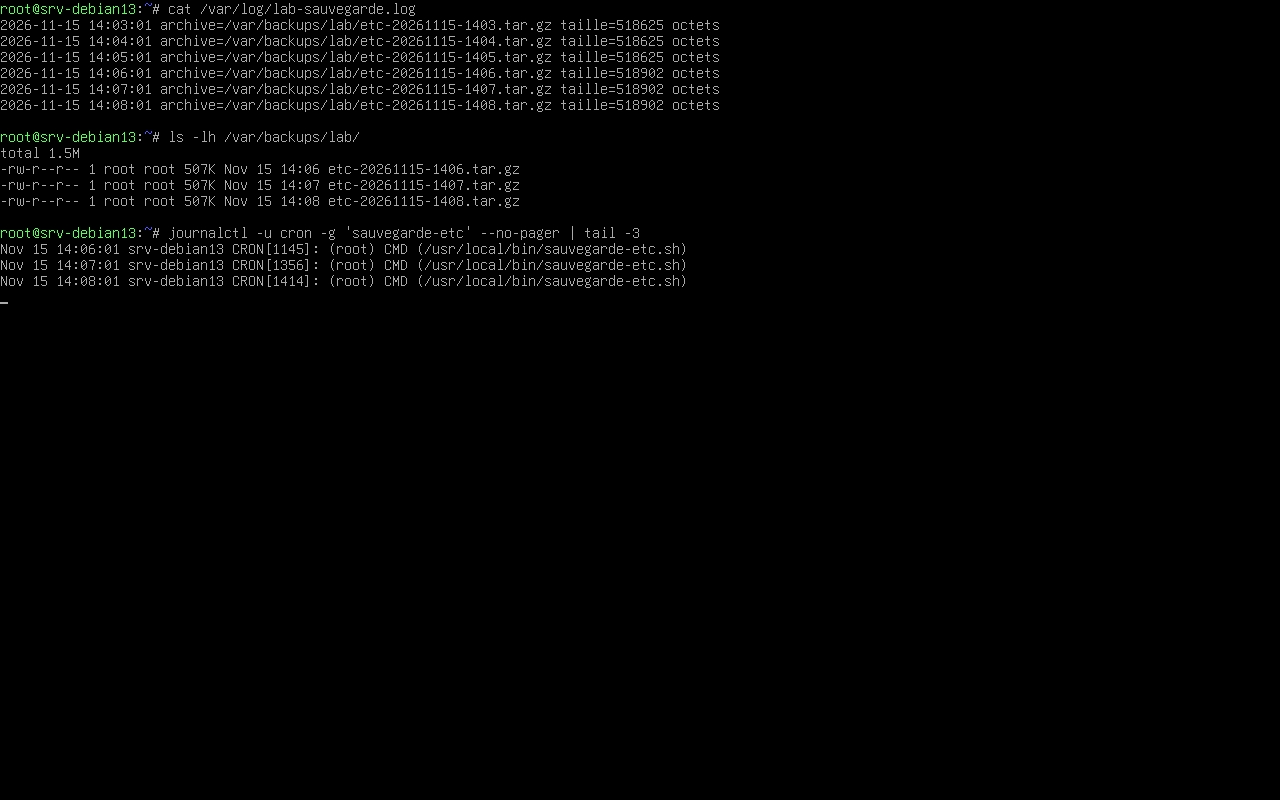 root@srv-debian13:~# cat /var/log/lab-sauvegarde.log
2026-11-15 14:03:01 archive=/var/backups/lab/etc-20261115-1403.tar.gz taille=518625 octets
2026-11-15 14:04:01 archive=/var/backups/lab/etc-20261115-1404.tar.gz taille=518625 octets
2026-11-15 14:05:01 archive=/var/backups/lab/etc-20261115-1405.tar.gz taille=518625 octets
2026-11-15 14:06:01 archive=/var/backups/lab/etc-20261115-1406.tar.gz taille=518902 octets
2026-11-15 14:07:01 archive=/var/backups/lab/etc-20261115-1407.tar.gz taille=518902 octets
2026-11-15 14:08:01 archive=/var/backups/lab/etc-20261115-1408.tar.gz taille=518902 octets
root@srv-debian13:~# ls -lh /var/backups/lab/
total 1.5M
-rw-r--r-- 1 root root 507K Nov 15 14:06 etc-20261115-1406.tar.gz
-rw-r--r-- 1 root root 507K Nov 15 14:07 etc-20261115-1407.tar.gz
-rw-r--r-- 1 root root 507K Nov 15 14:08 etc-20261115-1408.tar.gz
root@srv-debian13:~# journalctl -u cron -g 'sauvegarde-etc' --no-pager | tail -3
Nov 15 14:06:01 srv-debian13 CRON[1145]: (root) CMD (/usr/local/bin/sauvegarde-etc.sh)
Nov 15 14:07:01 srv-debian13 CRON[1356]: (root) CMD (/usr/local/bin/sauvegarde-etc.sh)
Nov 15 14:08:01 srv-debian13 CRON[1414]: (root) CMD (/usr/local/bin/sauvegarde-etc.sh)